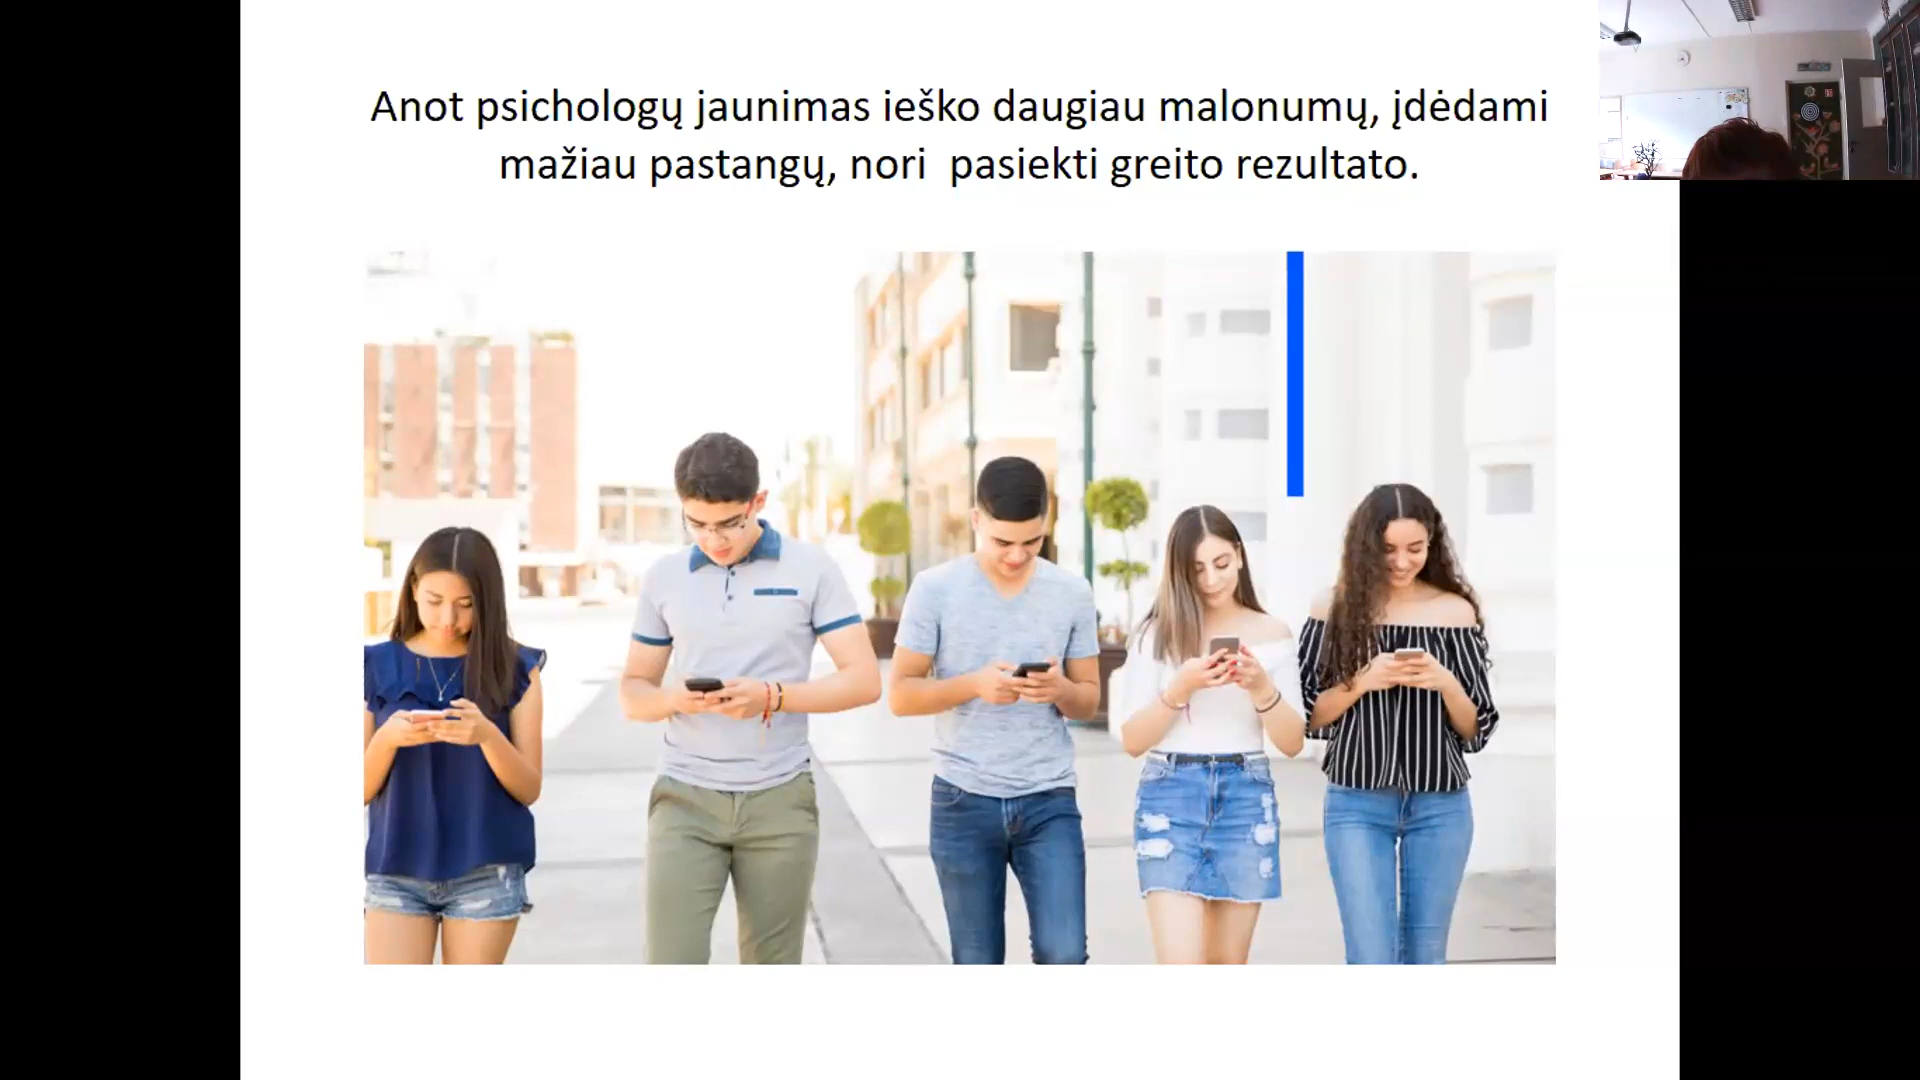 Anot psichologų jaunimas ieško daugiau malonumų, įdėdami
mažiau pastangų, nori  pasiekti greito rezultato.